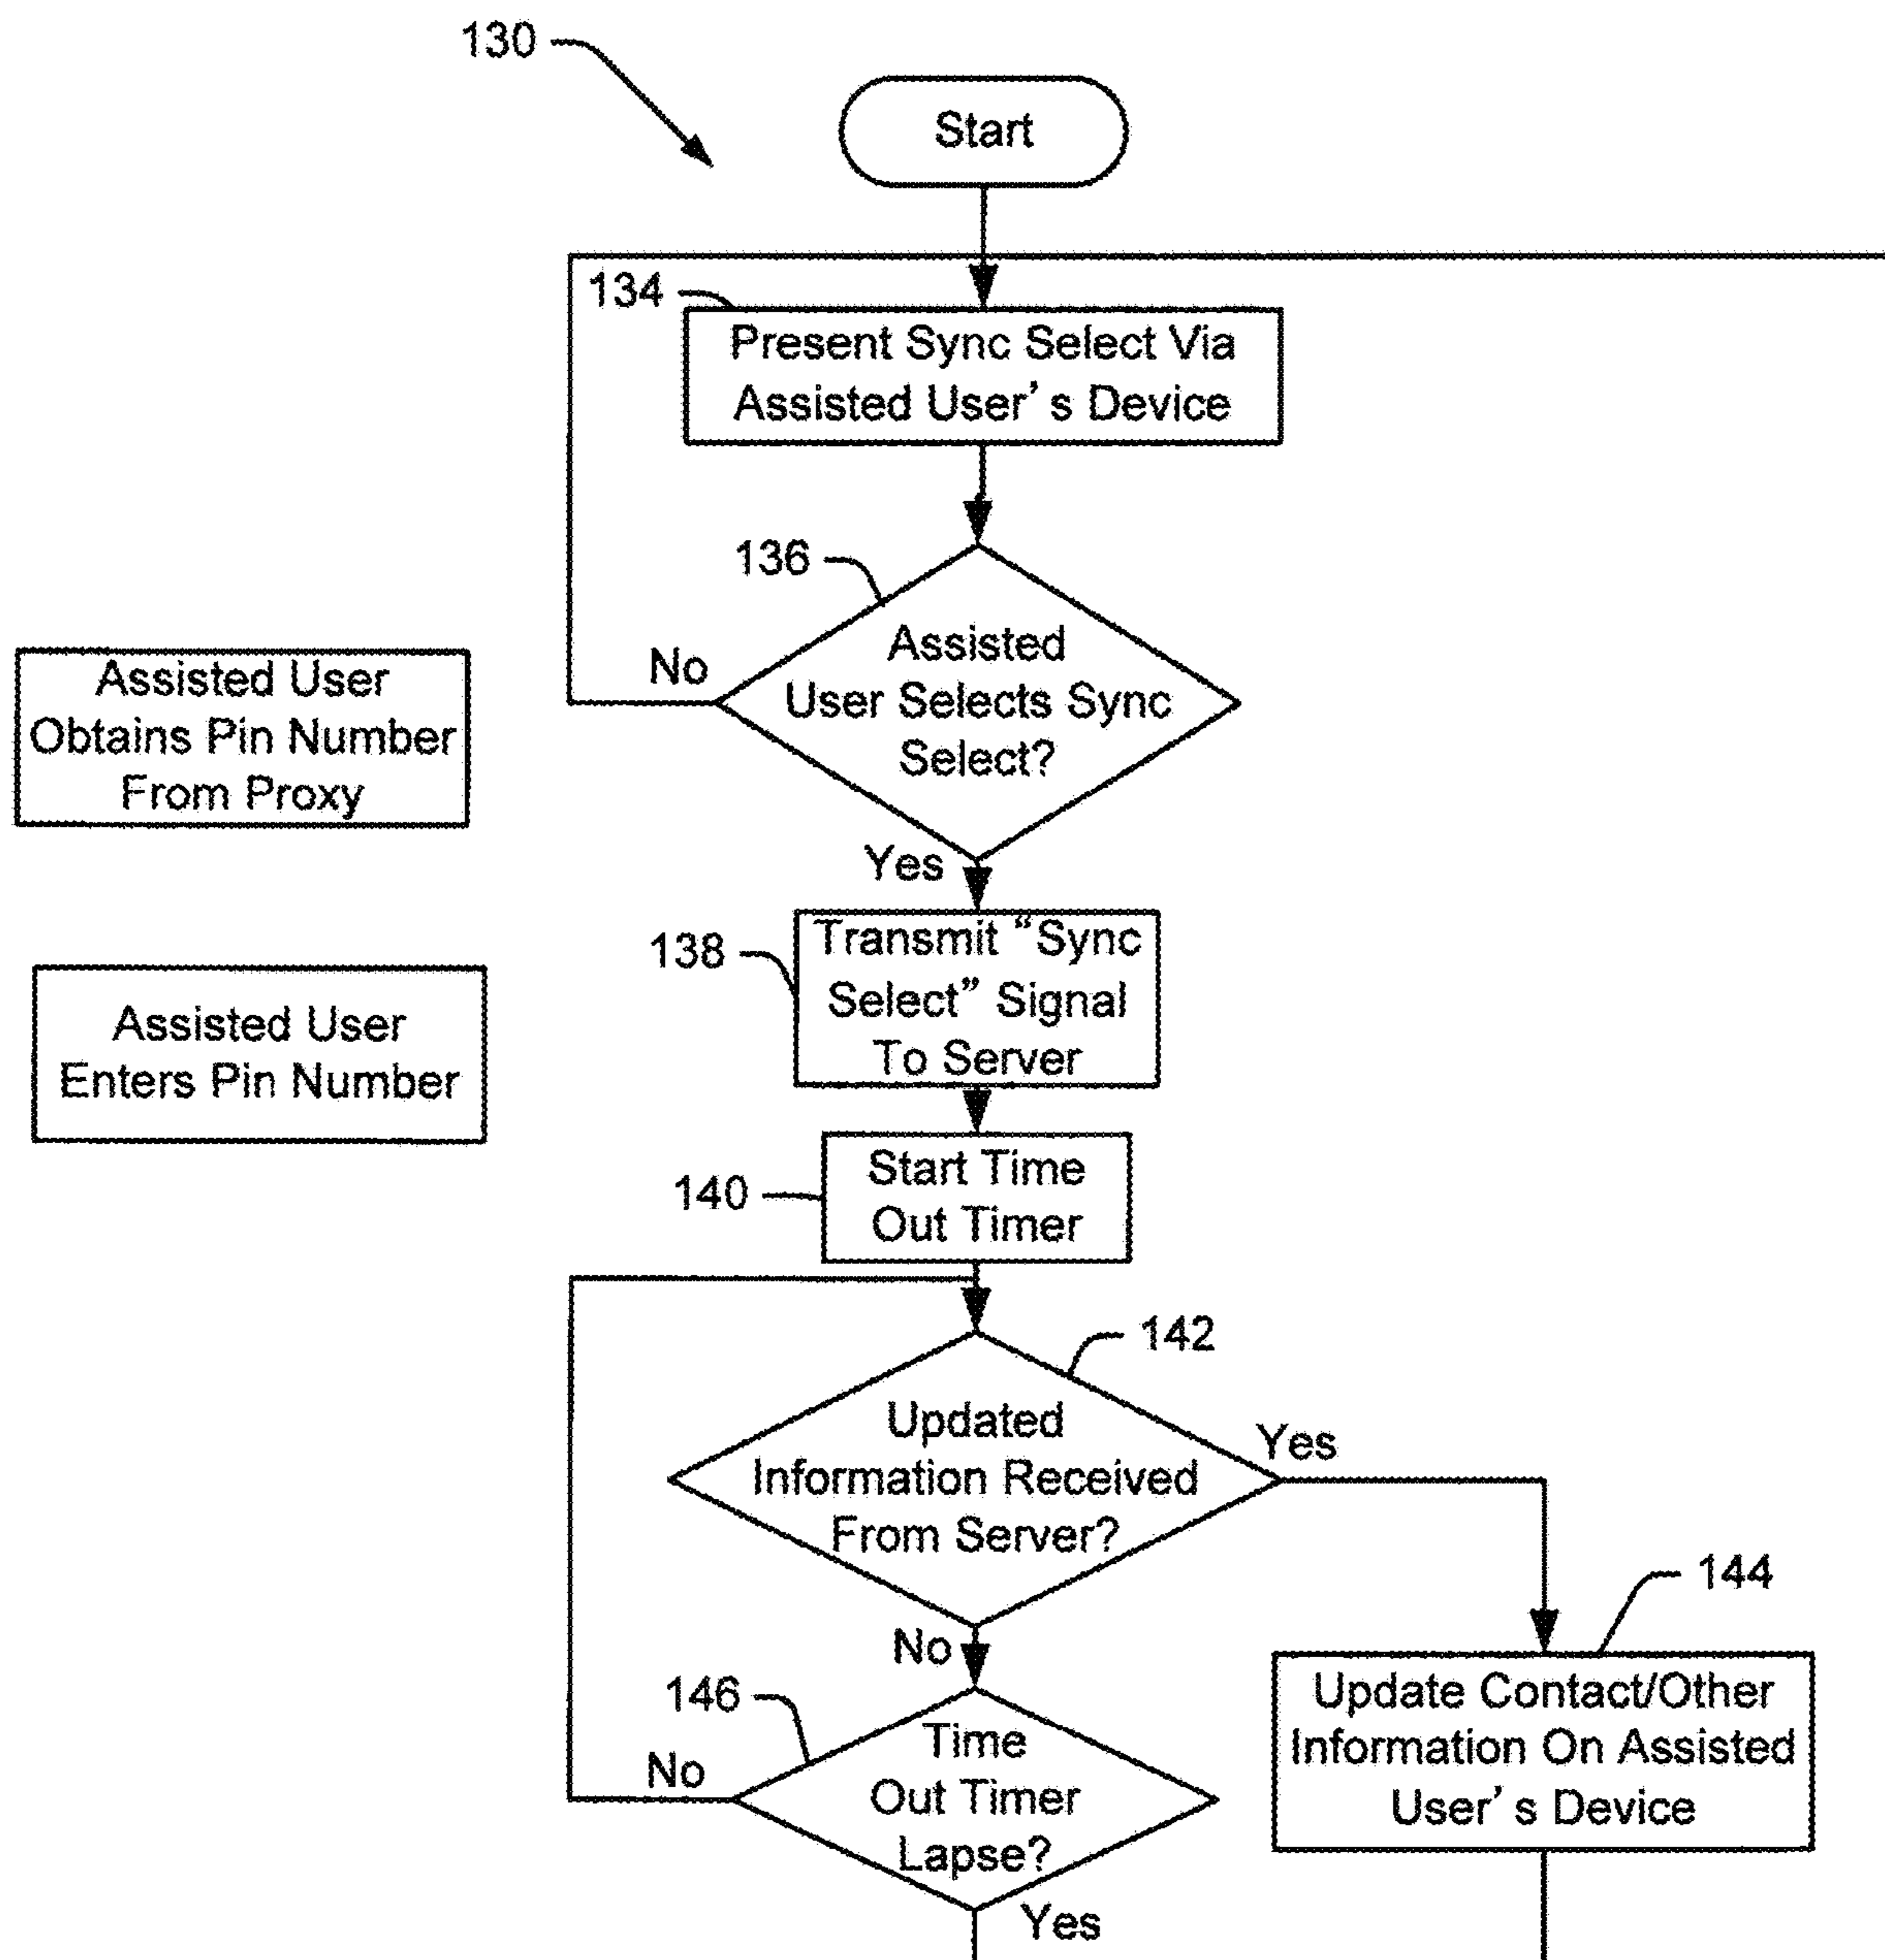 130
Start
134
Present Sync Select Via
Assisted User's Device
136
Assisted
User Selects Sync
Select?
No
Yes
Assisted User
Obtains Pin Number
From Proxy
138
Transmit “Sync
Select” Signal
To Server
Assisted User
Enters Pin Number
140
Start Time
Out Timer
142
Updated
Information Received
From Server?
Yes
No
144
Update Contact/Other
Information On Assisted
User's Device
146
Time
Out Timer
Lapse?
No
Yes